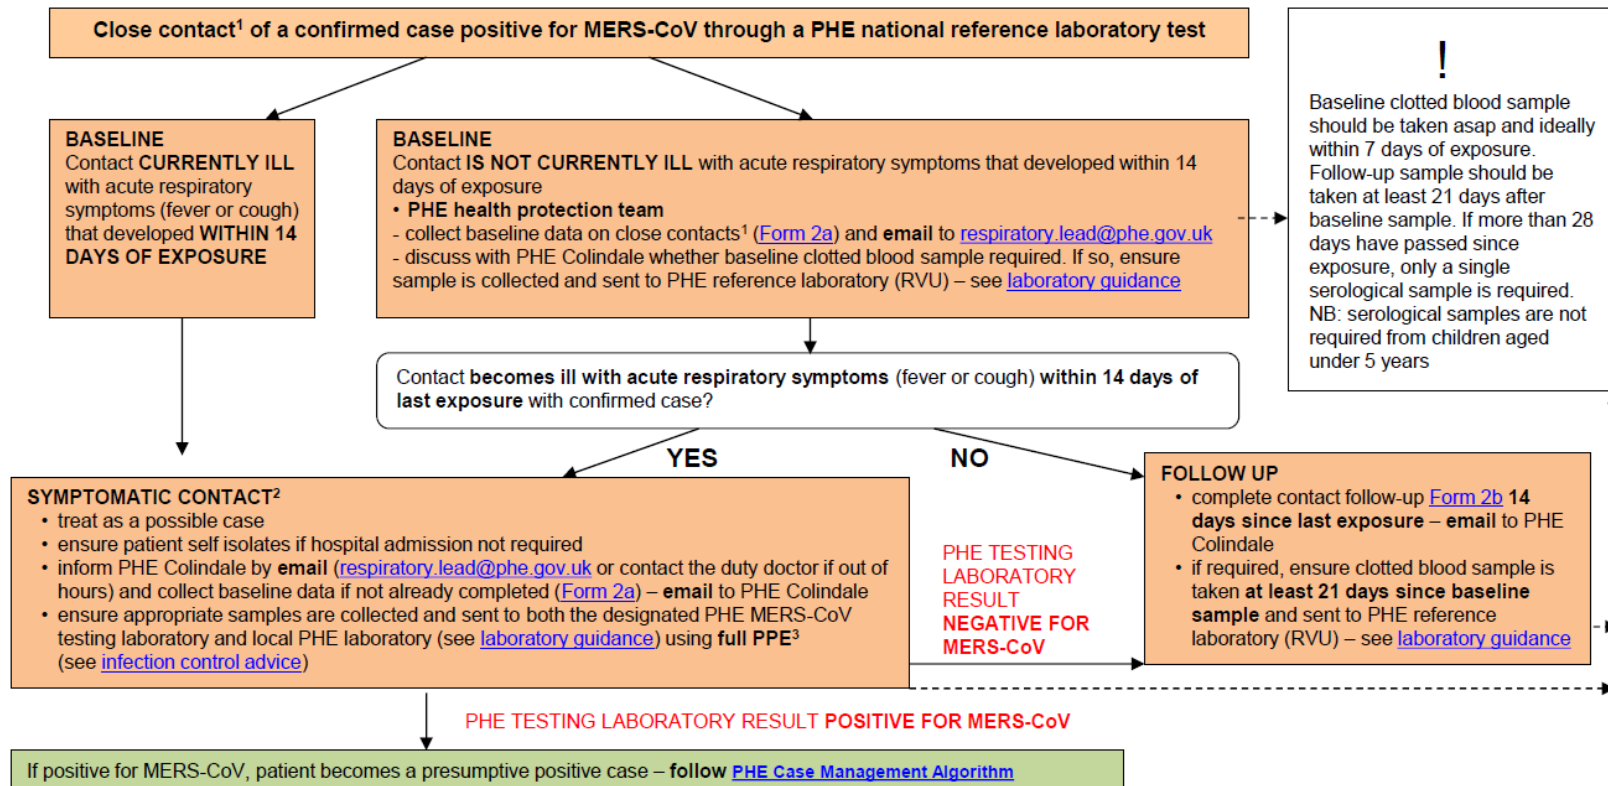 Close contact¹ of a confirmed case positive for MERS-CoV through a PHE national reference laboratory test
!
Baseline clotted blood sample
should be taken asap and ideally
within 7 days of exposure.
Follow-up sample should be
taken at least 21 days after
baseline sample. If more than 28
days have passed since
exposure, only a single
serological sample is required.
NB: serological samples are not
required from children aged
under 5 years
BASELINE
Contact CURRENTLY ILL
with acute respiratory
symptoms (fever or cough)
that developed WITHIN 14
DAYS OF EXPOSURE
BASELINE
Contact IS NOT CURRENTLY ILL with acute respiratory symptoms that developed within 14
days of exposure
• PHE health protection team
- collect baseline data on close contacts¹ (Form 2a) and email to respiratory.lead@phe.gov.uk
- discuss with PHE Colindale whether baseline clotted blood sample required. If so, ensure
sample is collected and sent to PHE reference laboratory (RVU) – see laboratory guidance
Contact becomes ill with acute respiratory symptoms (fever or cough) within 14 days of
last exposure with confirmed case?
YES
NO
SYMPTOMATIC CONTACT²
• treat as a possible case
• ensure patient self isolates if hospital admission not required
• inform PHE Colindale by email (respiratory.lead@phe.gov.uk or contact the duty doctor if out of
hours) and collect baseline data if not already completed (Form 2a) – email to PHE Colindale
• ensure appropriate samples are collected and sent to both the designated PHE MERS-CoV
testing laboratory and local PHE laboratory (see laboratory guidance) using full PPE³
(see infection control advice)
PHE TESTING
LABORATORY
RESULT
NEGATIVE FOR
MERS-CoV
FOLLOW UP
• complete contact follow-up Form 2b 14
days since last exposure – email to PHE
Colindale
• if required, ensure clotted blood sample is
taken at least 21 days since baseline
sample and sent to PHE reference
laboratory (RVU) – see laboratory guidance
PHE TESTING LABORATORY RESULT POSITIVE FOR MERS-CoV
If positive for MERS-CoV, patient becomes a presumptive positive case – follow PHE Case Management Algorithm